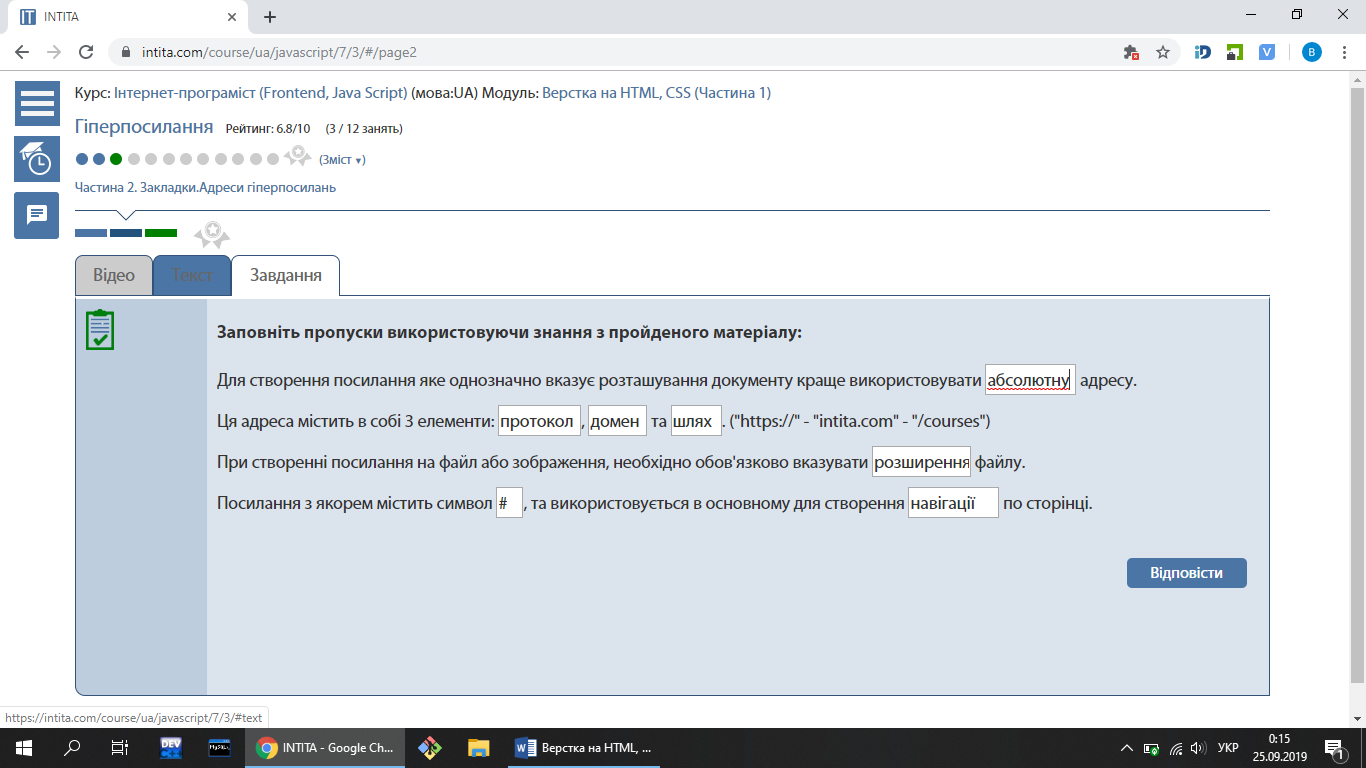 INTITA
intita.com/course/ua/javascript/7/3/#/page2
В
Курс: Інтернет-програміст (Frontend, Java Script) (мова:UA) Модуль: Верстка на HTML, CSS (Частина 1)
Гіперпосилання Рейтинг: 6.8/10 (3 / 12 занять)
(Зміст ▾)
Частина 2. Закладки.Адреси гіперпосилань
Відео Текст Завдання
Заповніть пропуски використовуючи знання з пройденого матеріалу:
Для створення посилання яке однозначно вказує розташування документу краще використовувати абсолютну адресу.
Ця адреса містить в собі 3 елементи: протокол , домен та шлях . ("https://" - "intita.com" - "/courses")
При створенні посилання на файл або зображення, необхідно обов'язково вказувати розширення файлу.
Посилання з якорем містить символ # , та використовується в основному для створення навігації по сторінці.
Відповісти
https://intita.com/course/ua/javascript/7/3/#text
DEV MySQL INTITA - Google Ch... Верстка на HTML, ... УКР 0:15
25.09.2019 1